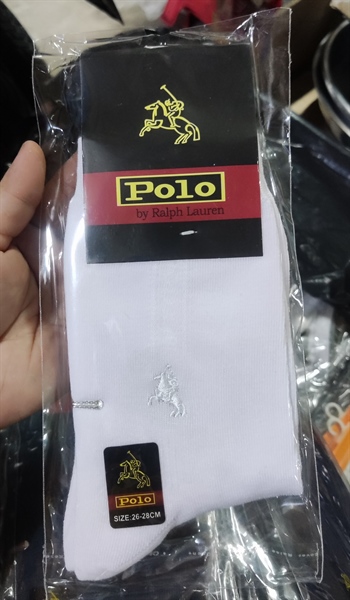 Polo
by Ralph Lauren
Polo
SIZE:26-28CM